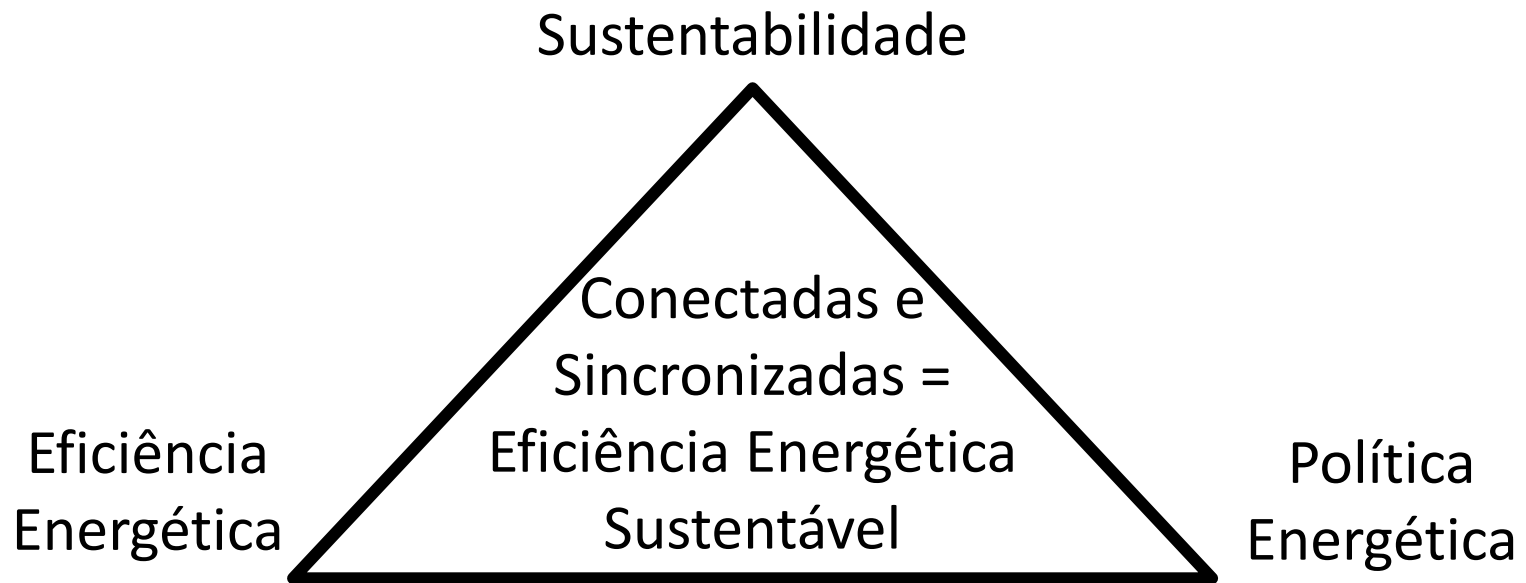 Sustentabilidade
Conectadas e
Sincronizadas =
Eficiência Energética
Sustentável
Eficiência
Energética
Política
Energética